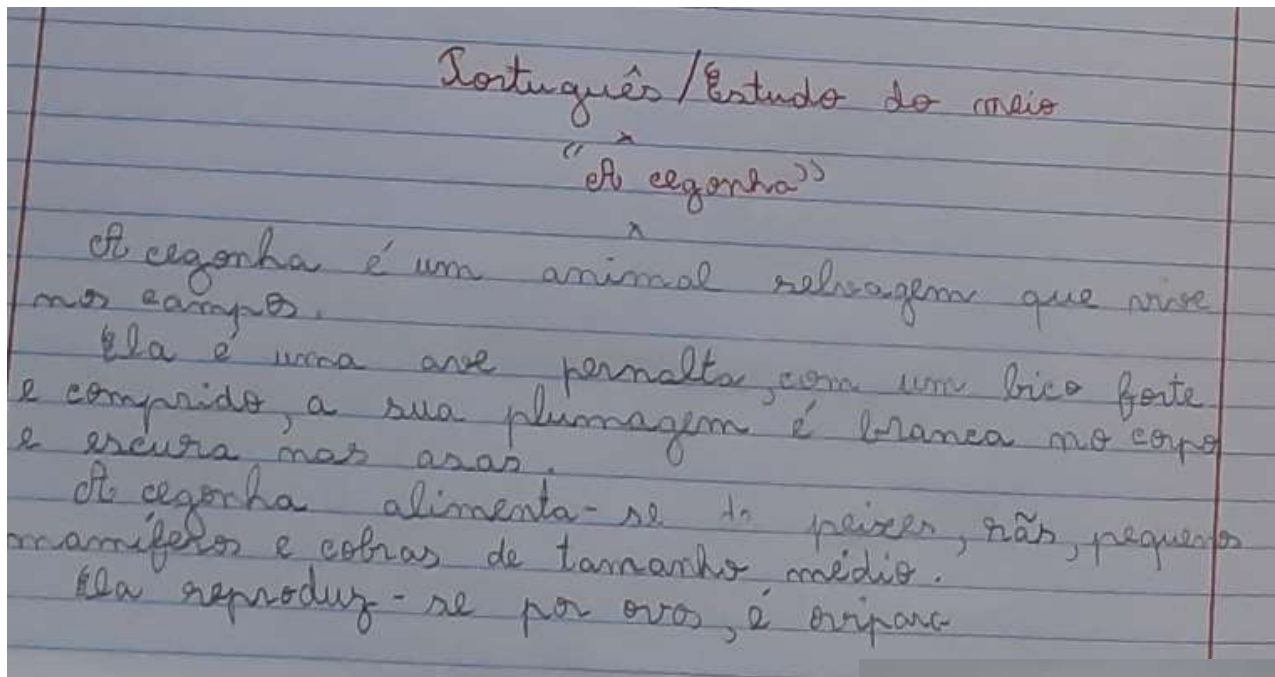 Português/Estudo do meio
x
"A cegonha"
x
A cegonha é um animal selvagem que vive
nos campos.
Ela é uma ave pernalta, com um bico forte
e comprido, a sua plumagem é branca no corpo
e escura nas asas.
A cegonha alimenta-se de peixes, rãs, pequenos
mamíferos e cobras de tamanho médio.
Ela reproduz-se por ovos, é